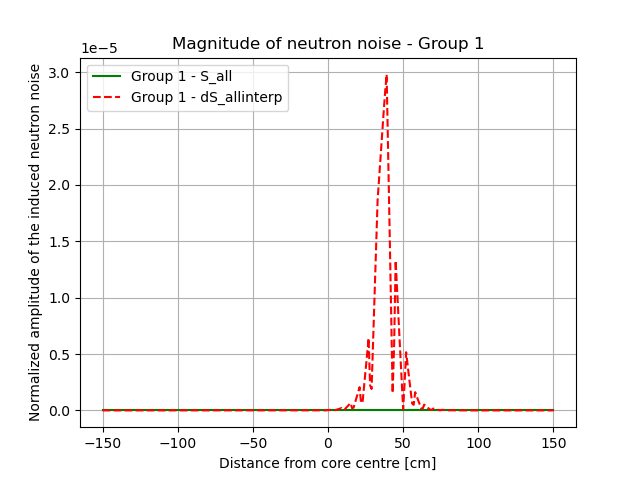 Magnitude of neutron noise - Group 1
1e−5
Group 1 - S_all
Group 1 - dS_allinterp
Normalized amplitude of the induced neutron noise
3.0
2.5
2.0
1.5
1.0
0.5
0.0
−150 −100 −50 0 50 100 150
Distance from core centre [cm]